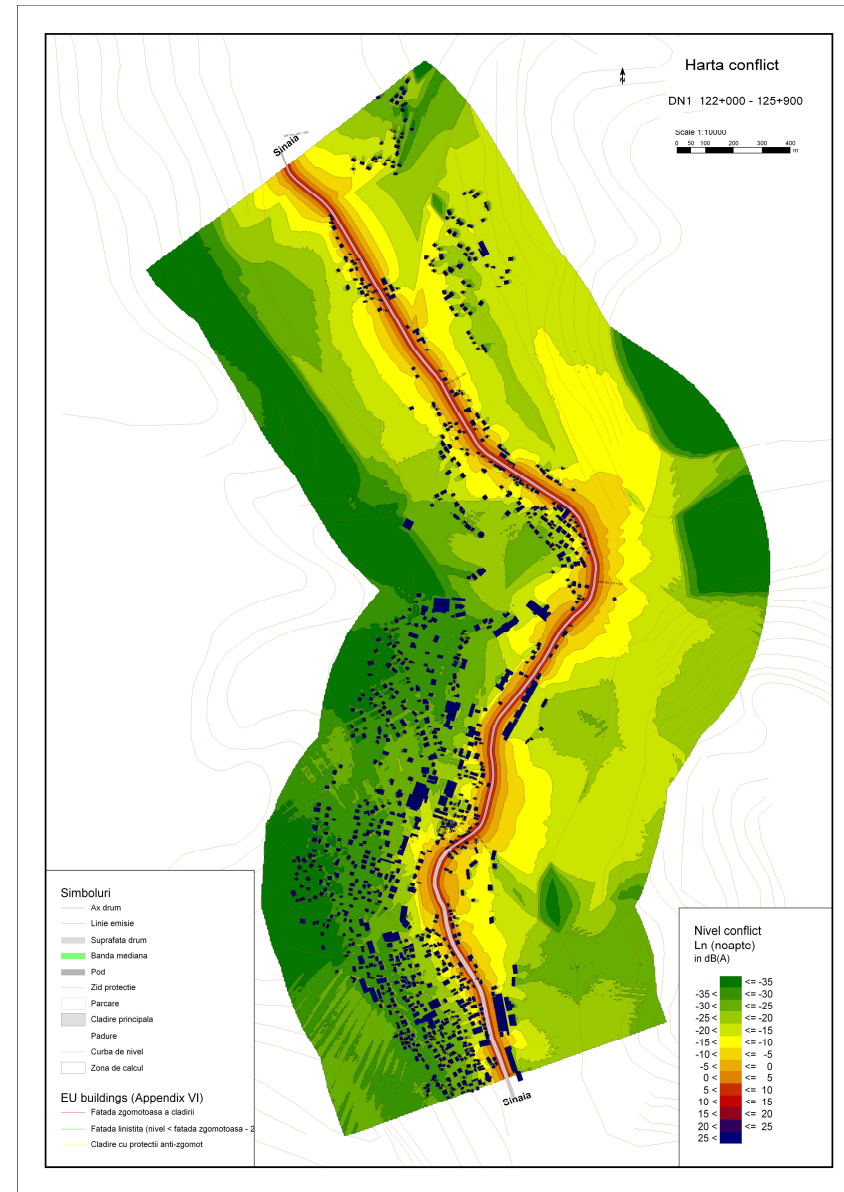 Harta conflict
N
DN1 122+000 - 125+900
Scale 1:10000
0 50 100 200 300 400
m
Sinaia
Sinaia
Simboluri
Ax drum
Linie emisie
Suprafata drum
Banda mediana
Pod
Zid protectie
Parcare
Cladire principala
Padure
Curba de nivel
Zona de calcul
EU buildings (Appendix VI)
Fatada zgomotoasa a cladirii
Fatada linistita (nivel < fatada zgomotoasa - 2
Cladire cu protectii anti-zgomot
Nivel conflict
Ln (noaptc)
in dB(A)
<= -35
-35 < <= -30
-30 < <= -25
-25 < <= -20
-20 < <= -15
-15 < <= -10
-10 < <= -5
-5 < <= 0
0 < <= 5
5 < <= 10
10 < <= 15
15 < <= 20
20 < <= 25
25 <